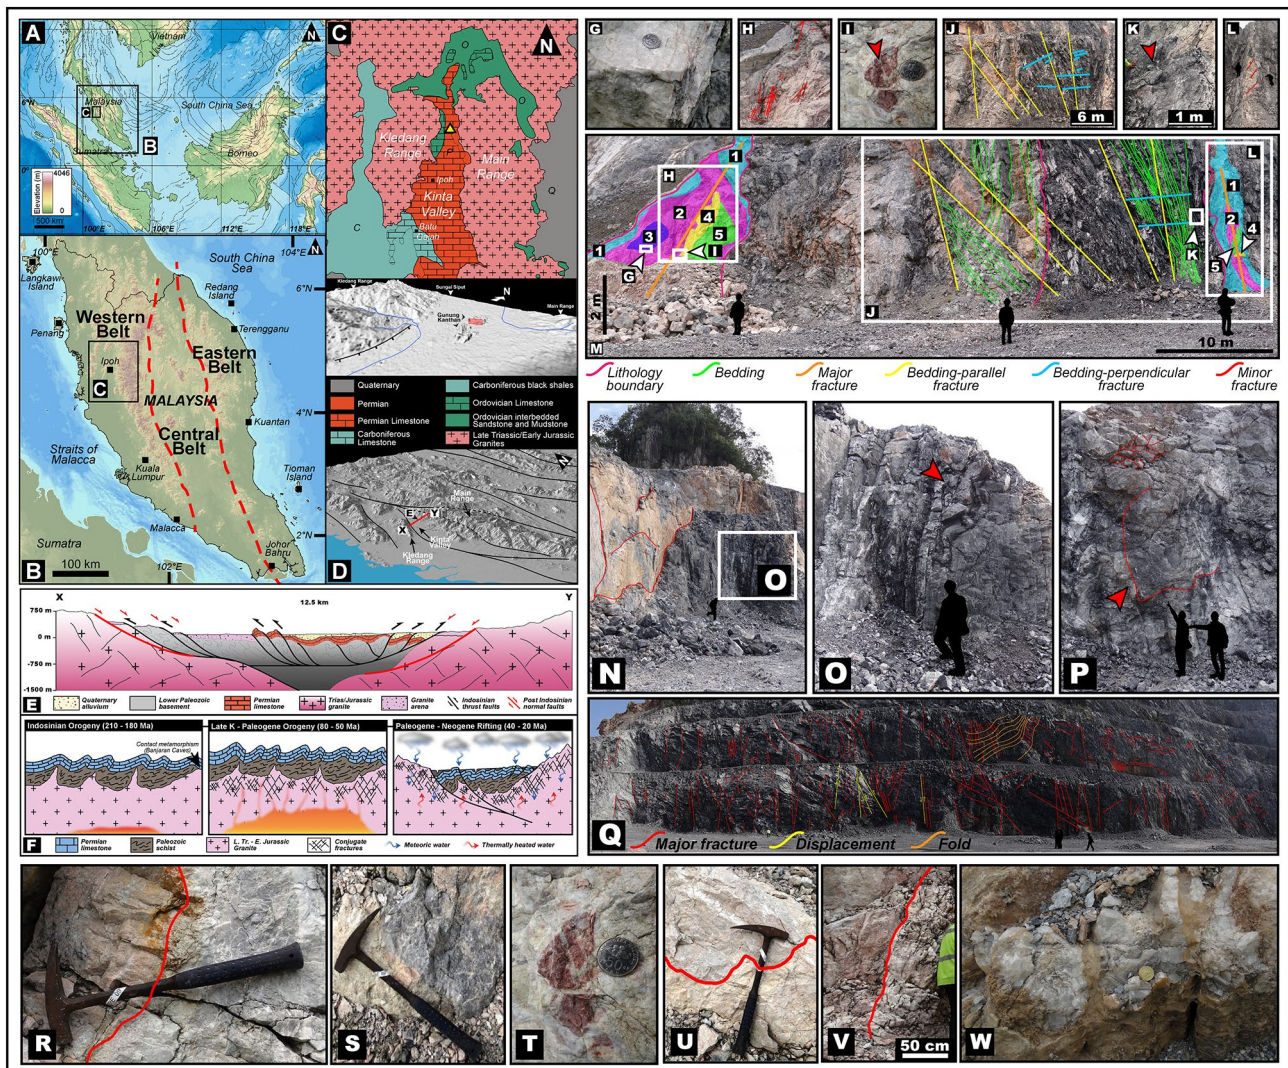 A
N
Vietnam
6°N
Malaysia
C
South China Sea
B
Sumatra
Borneo
0°
Elevation (m)
4046
0
500 km
100°E
106°E
112°E
118°E
100°E
104°E
N
Langkawi
Island
South China
Sea
Redang
Island
6°N
Penang
Western
Belt
Terengganu
Eastern
Belt
Ipoh
C
MALAYSIA
4°N
Kuantan
Central
Belt
Straits of
Malacca
Kuala
Lumpur
Tioman
Island
Malacca
2°N
Johor
Bahru
Sumatra
B
100 km
102°E
C
N
O
O
Kledang
Range
Main
Range
P
Ipoh
Kinta
Valley
Q
Batu
Gajah
C
C
Kledang Range
Sungai Siput
N
Main Range
Gunung
Kanthan
Quaternary
Permian
Permian Limestone
Carboniferous
Limestone
Carboniferous black shales
Ordovician Limestone
Ordovician interbedded
Sandstone and Mudstone
Late Triassic/Early Jurassic
Granites
N
Main
Range
E
Y
X
Kinta
Valley
Kledang
Range
D
X
12.5 km
Y
750 m
0 m
-750 m
-1500 m
E
Quaternary
alluvium
Lower Paleozoic
basement
Permian
limestone
Trias/Jurassic
granite
Granite
arena
Indosinian
thrust faults
Post Indosinian
normal faults
Indosinian Orogeny (210 - 180 Ma)
Late K - Paleogene Orogeny (80 - 50 Ma)
Paleogene - Neogene Rifting (40 - 20 Ma)
Contact metamorphism
(Banjaran Caves)
F
Permian
limestone
Paleozoic
schist
L. Tr. - E. Jurassic
Granite
Conjugate
fractures
Meteoric water
Thermally heated water
G
H
I
J
6 m
K
1 m
L
1
H
2
4
3
5
1
G
I
2 m
M
J
K
L
1
2
4
5
10 m
Lithology
boundary
Bedding
Major
fracture
Bedding-parallel
fracture
Bedding-perpendicular
fracture
Minor
fracture
O
N
O
P
Q
Major fracture
Displacement
Fold
R
S
T
U
V
50 cm
W